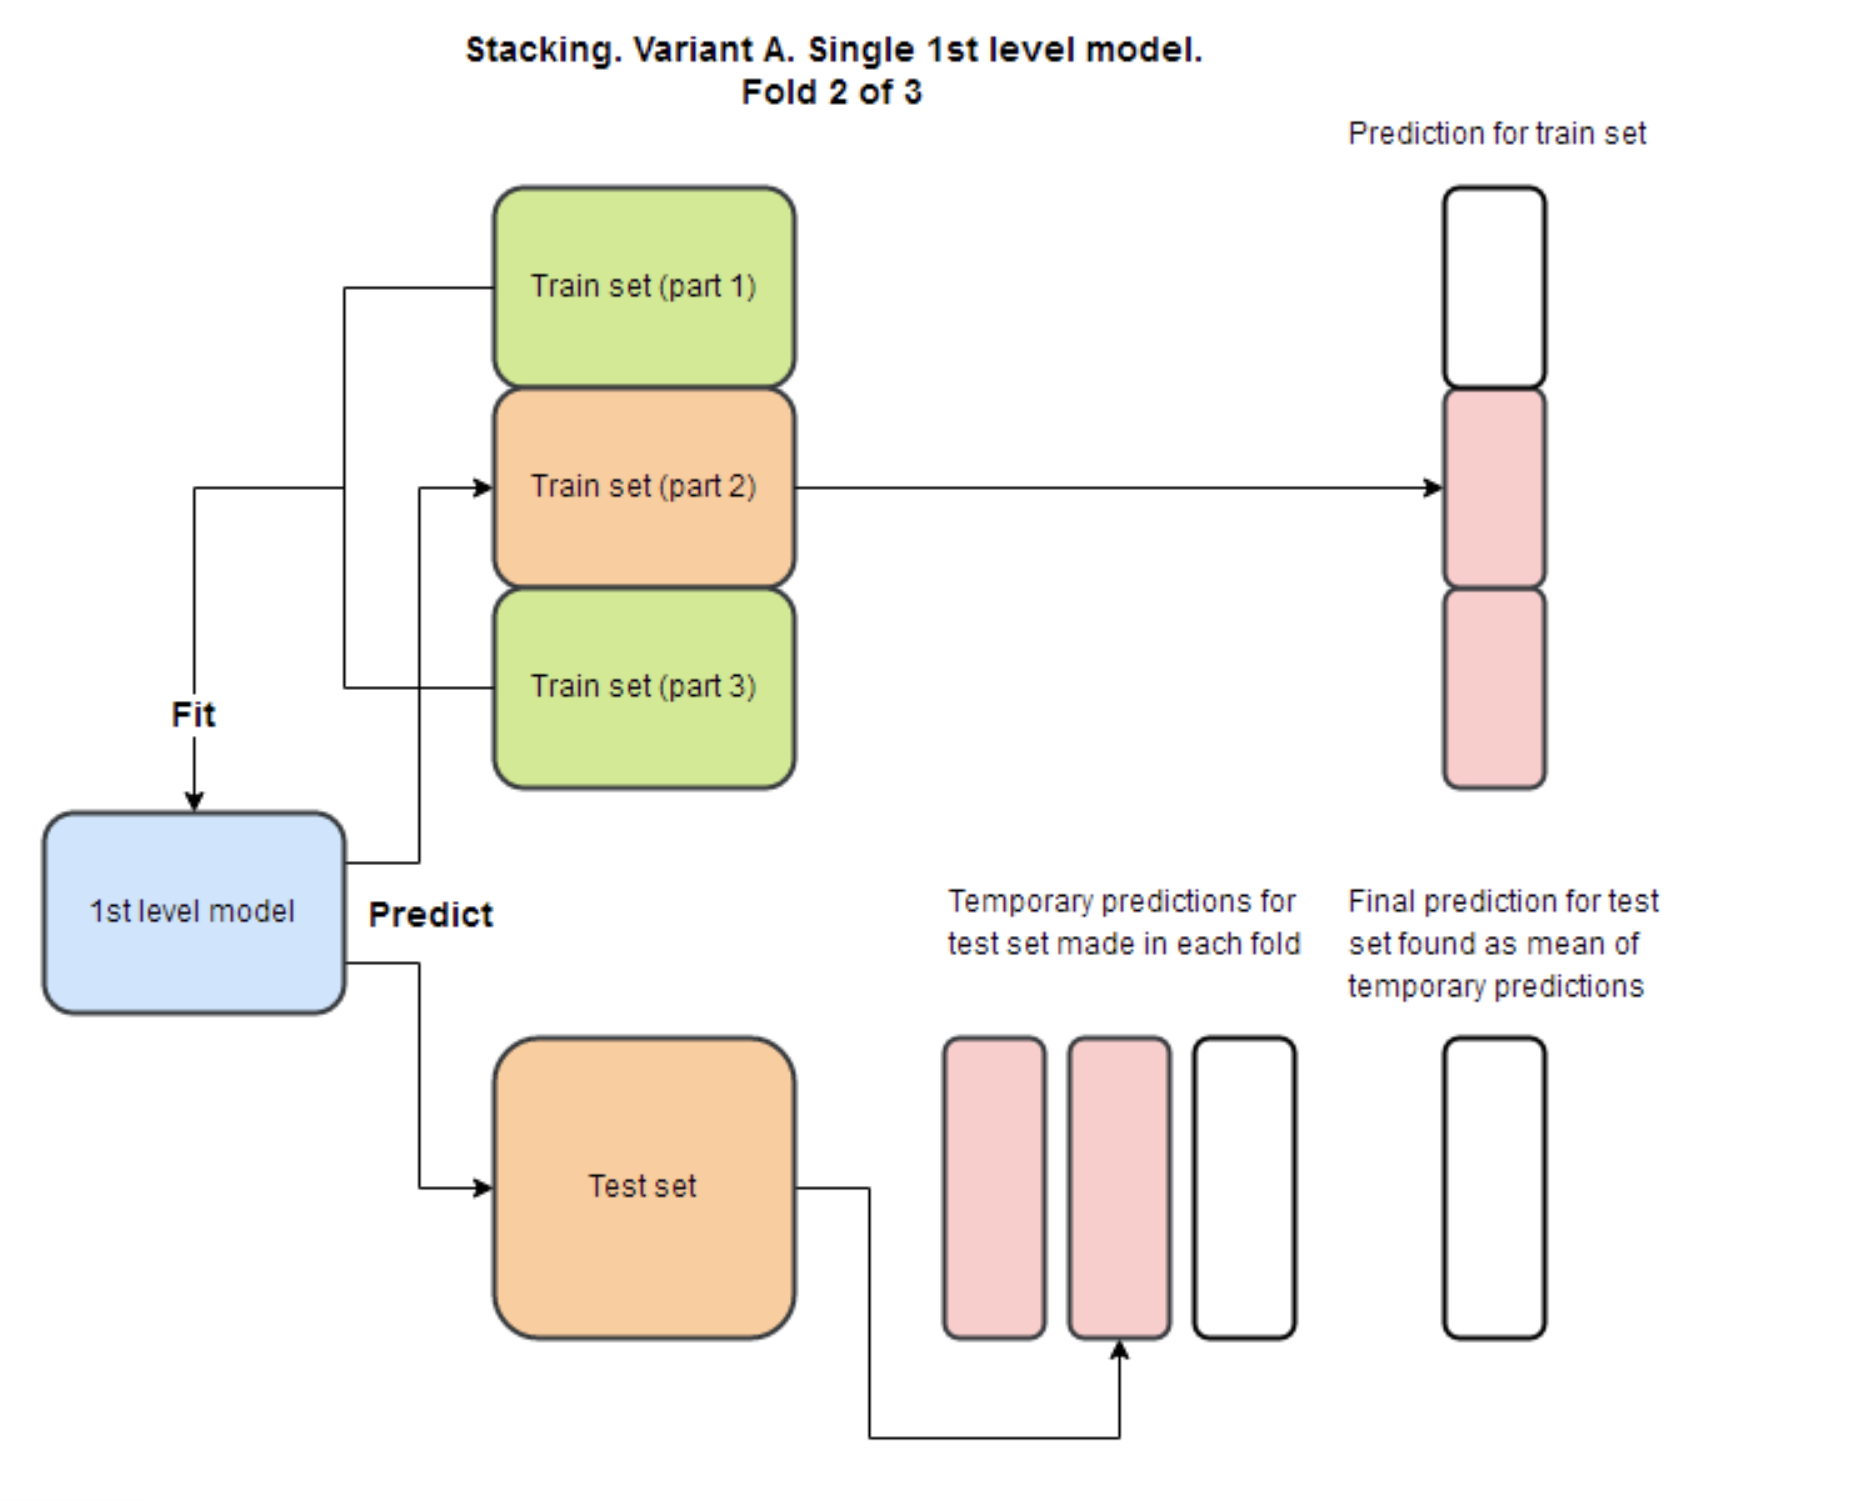 Stacking. Variant A. Single 1st level model.
Fold 2 of 3
Prediction for train set
Train set (part 1)
Train set (part 2)
Train set (part 3)
Fit
1st level model
Predict
Temporary predictions for
test set made in each fold
Final prediction for test
set found as mean of
temporary predictions
Test set